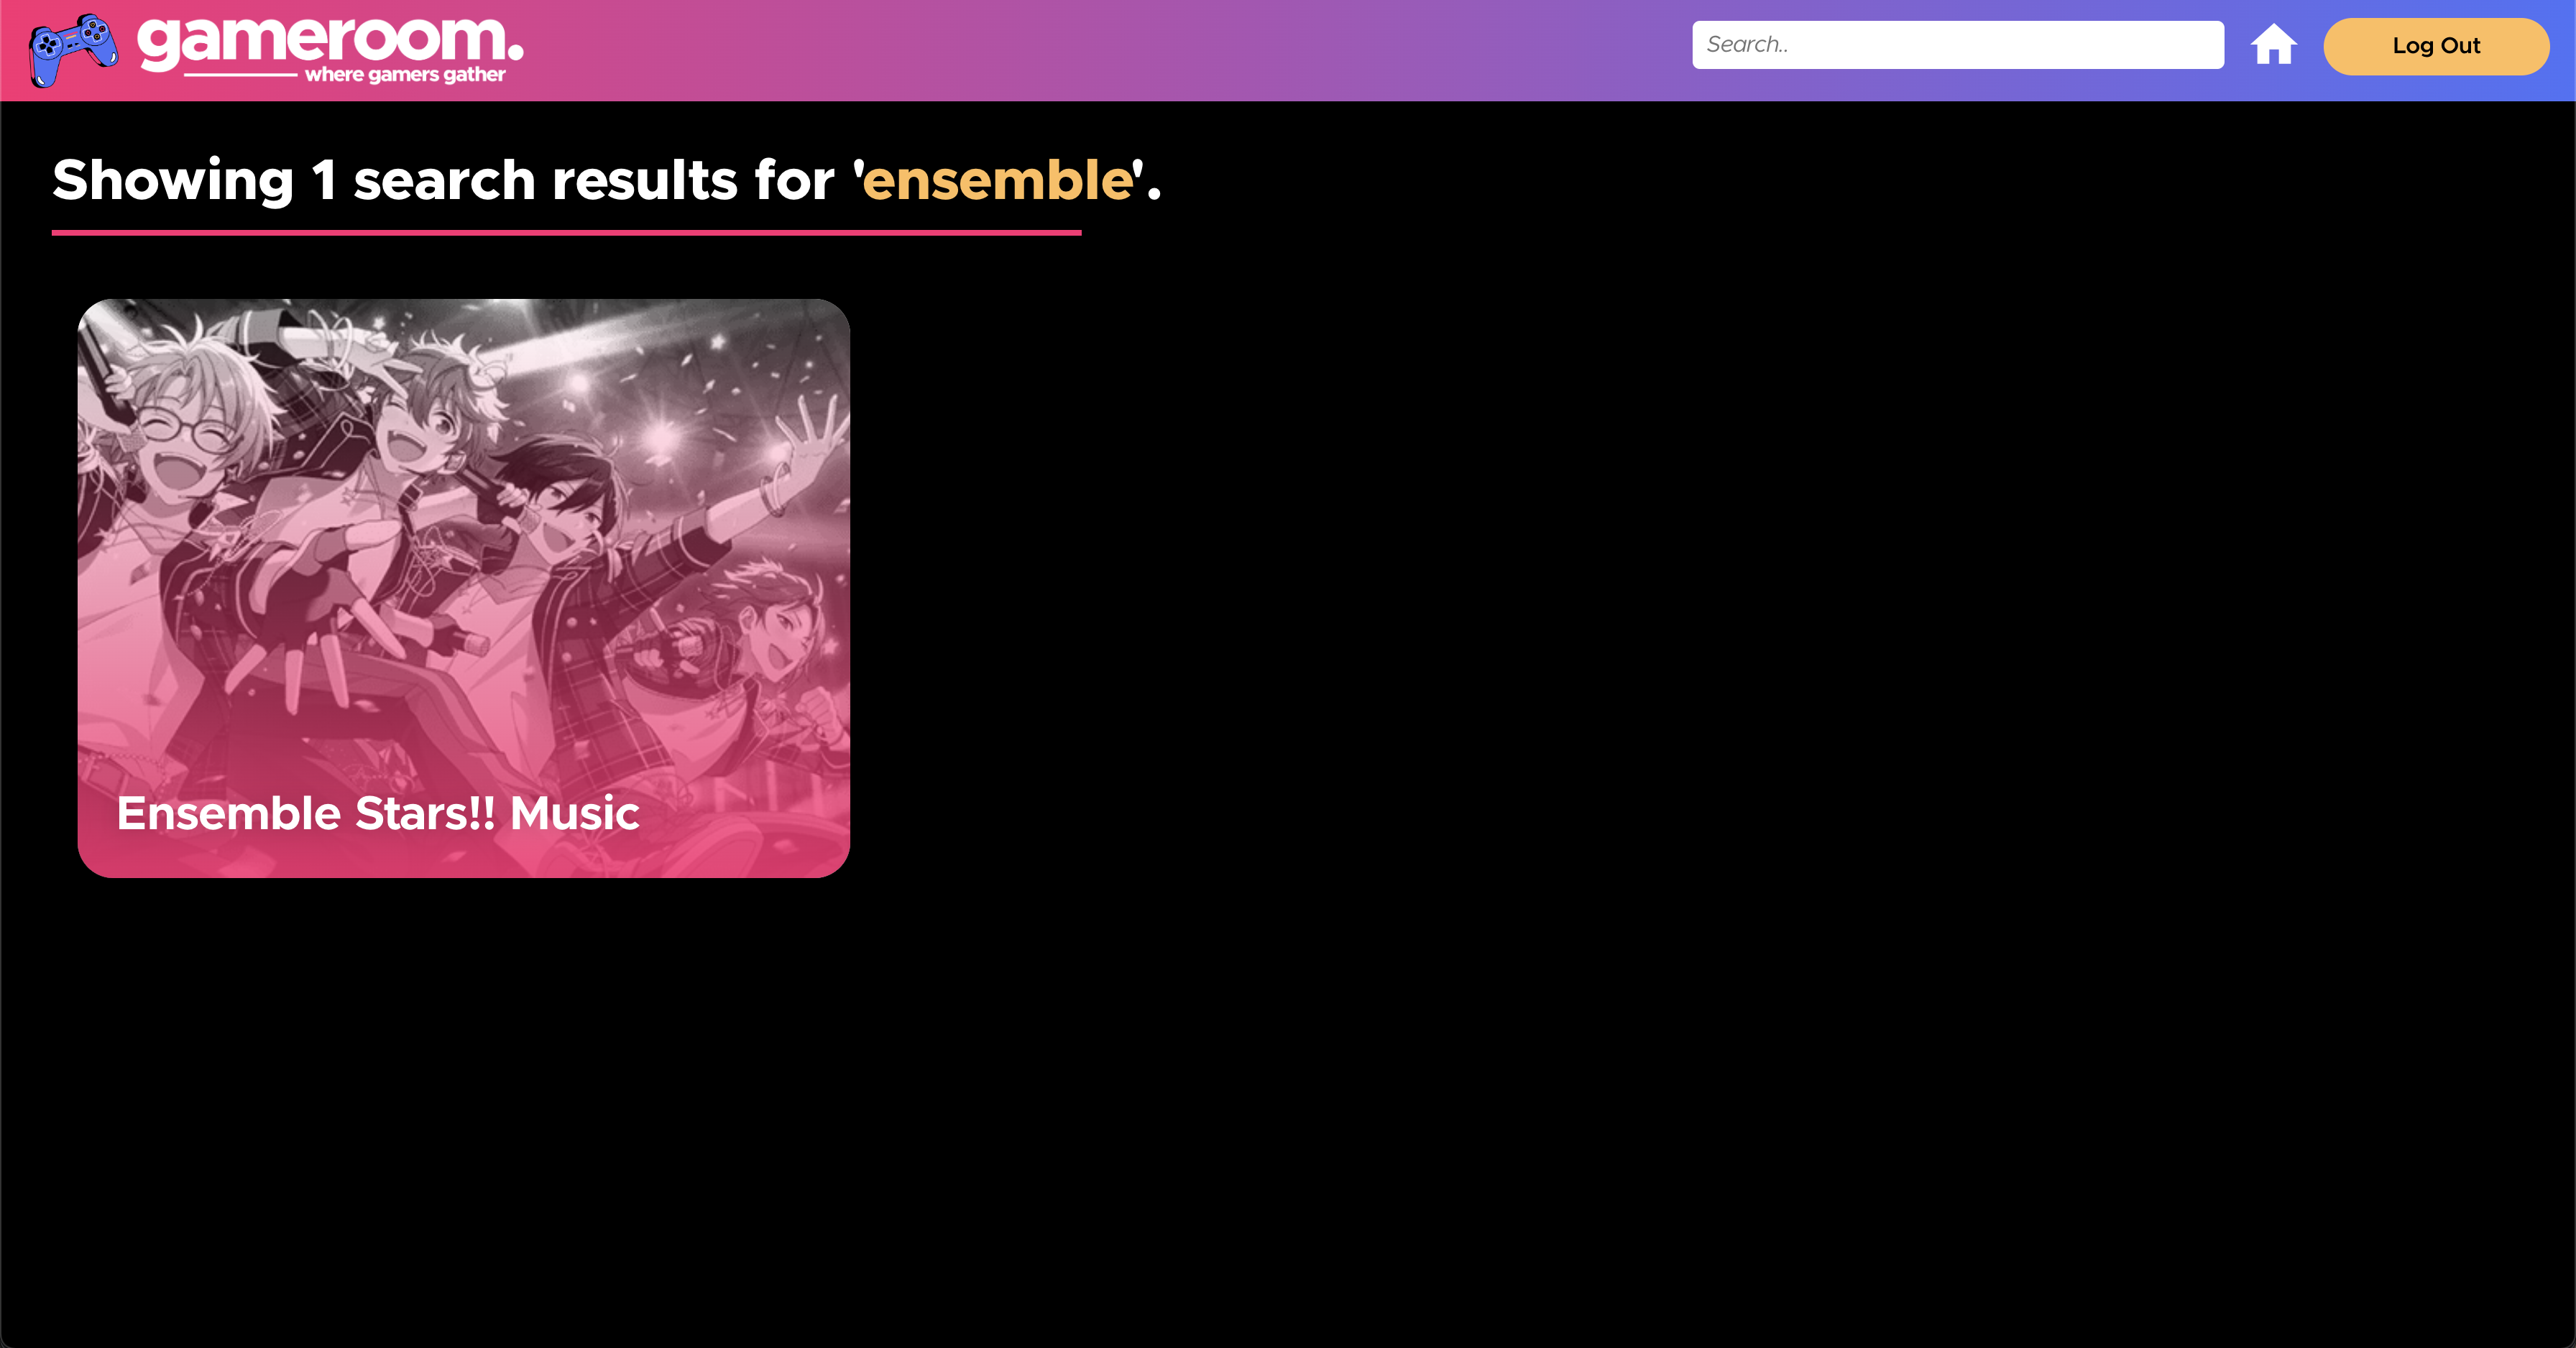 gameroom.
where gamers gather
Search..
Log Out
Showing 1 search results for 'ensemble'.
Ensemble Stars!! Music